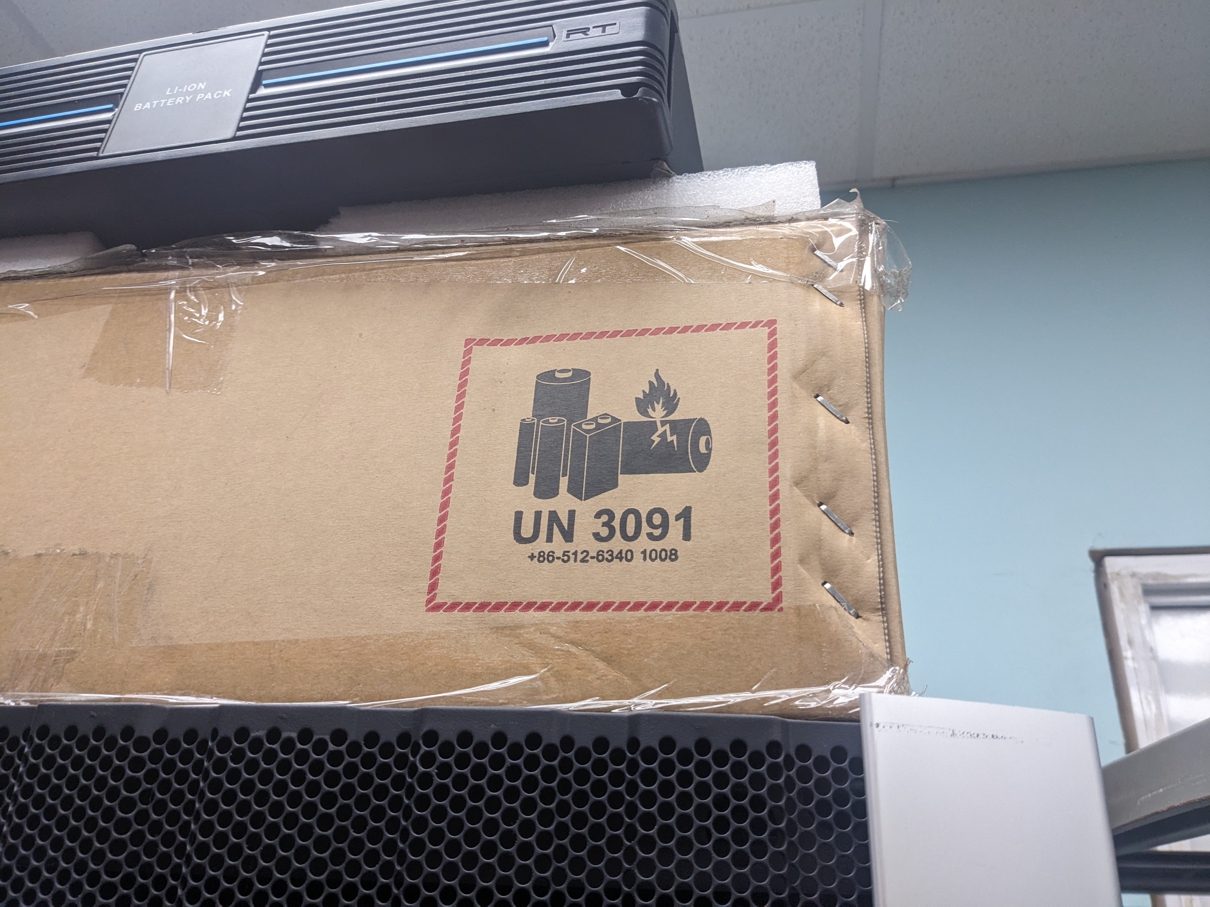 RT
LI-ION
BATTERY PACK
UN 3091
+86-512-6340 1008